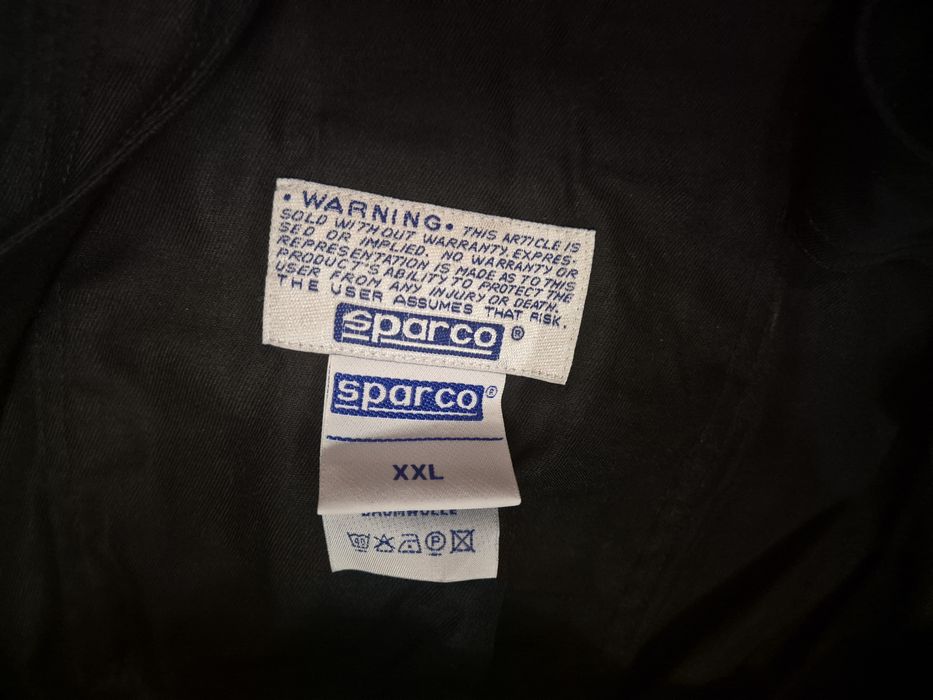 • WARNING. THIS ARTICLE IS
SOLD WITHOUT WARRANTY, EXPRES-
SED OR IMPLIED. NO WARRANTY OR
REPRESENTATION IS MADE AS TO THIS
PRODUCT'S ABILITY TO PROTECT THE
USER FROM ANY INJURY OR DEATH.
THE USER ASSUMES THAT RISK.
sparco ®
sparco ®
XXL
BAUMWOLLE
40 P